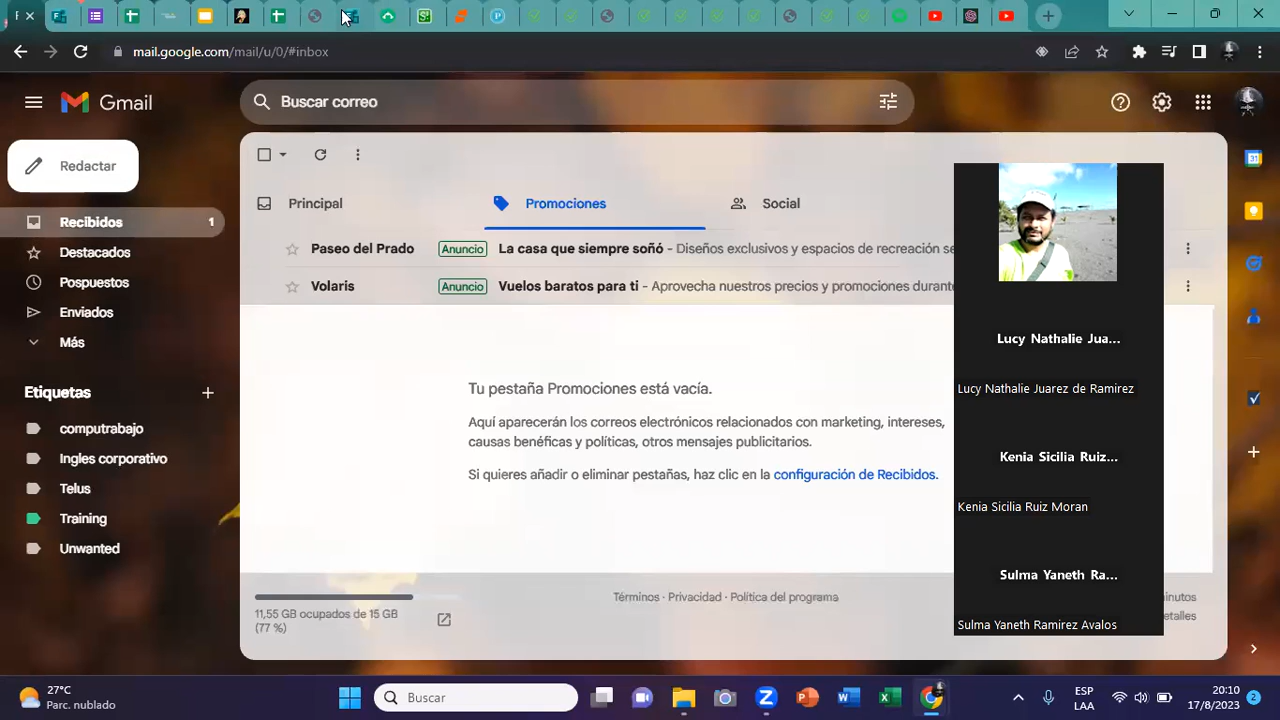 mail.google.com/mail/u/0/#inbox
Gmail
Buscar correo
Redactar
Recibidos 1
Destacados
Pospuestos
Enviados
Más
Etiquetas
computrabajo
Ingles corporativo
Telus
Training
Unwanted
Principal
Promociones
Social
Paseo del Prado Anuncio La casa que siempre soñó - Diseños exclusivos y espacios de recreación se
Volaris Anuncio Vuelos baratos para ti - Aprovecha nuestros precios y promociones durant
Tu pestaña Promociones está vacía.
Aquí aparecerán los correos electrónicos relacionados con marketing, intereses,
causas benéficas y políticas, otros mensajes publicitarios.
Si quieres añadir o eliminar pestañas, haz clic en la configuración de Recibidos.
11,55 GB ocupados de 15 GB
(77 %)
Términos · Privacidad · Política del programa
inutos
etalles
Lucy Nathalie Jua...
Lucy Nathalie Juarez de Ramirez
Kenia Sicilia Ruiz...
Kenia Sicilia Ruiz Moran
Sulma Yaneth Ra...
Sulma Yaneth Ramirez Avalos
27°C
Parc. nublado
Buscar
ESP
LAA
20:10
17/8/2023
2